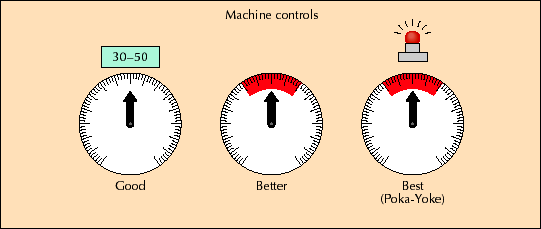 Machine controls
30–50
Good
Better
Best
(Poka-Yoke)